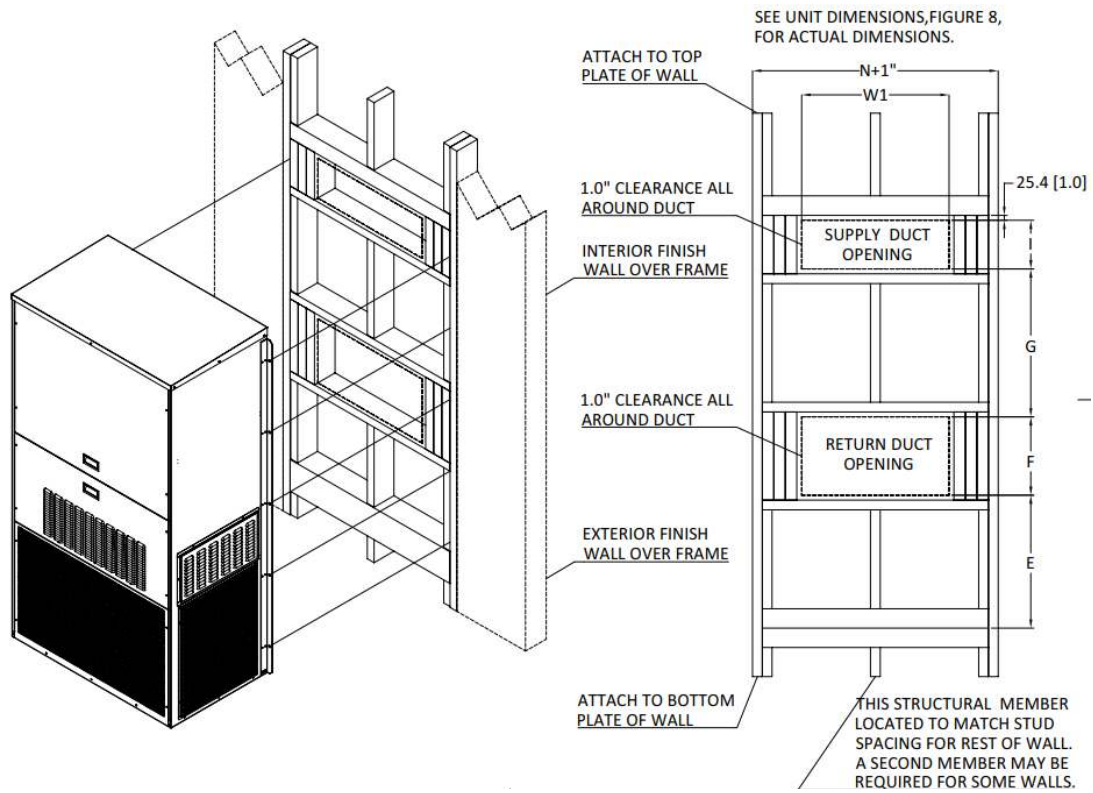 SEE UNIT DIMENSIONS,FIGURE 8,
FOR ACTUAL DIMENSIONS.
ATTACH TO TOP
PLATE OF WALL
N+1"
W1
25.4 [1.0]
1.0" CLEARANCE ALL
AROUND DUCT
SUPPLY DUCT
OPENING
INTERIOR FINISH
WALL OVER FRAME
G
1.0" CLEARANCE ALL
AROUND DUCT
RETURN DUCT
OPENING
F
EXTERIOR FINISH
WALL OVER FRAME
E
ATTACH TO BOTTOM
PLATE OF WALL
THIS STRUCTURAL MEMBER
LOCATED TO MATCH STUD
SPACING FOR REST OF WALL.
A SECOND MEMBER MAY BE
REQUIRED FOR SOME WALLS.